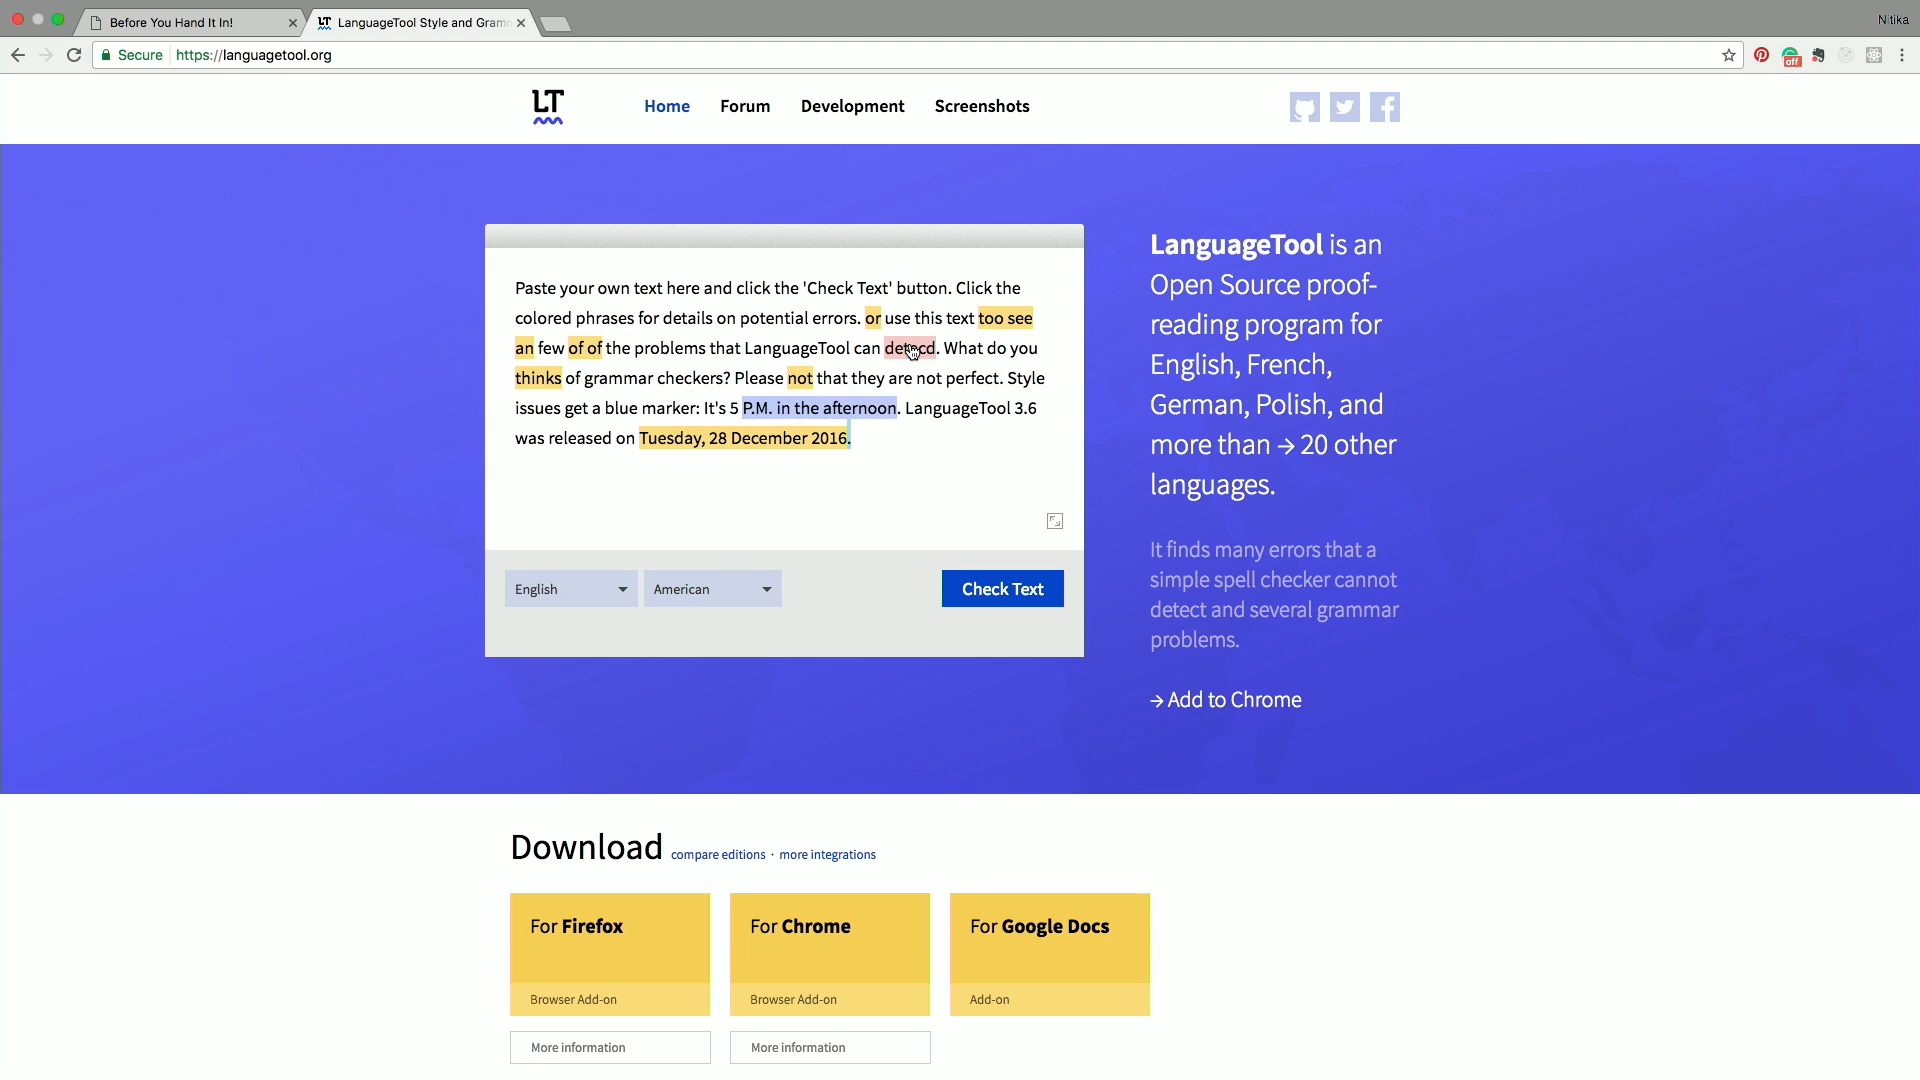 Before You Hand It In!
LanguageTool Style and Gramm
Nitika
Secure https://languagetool.org
off
LT
Home Forum Development Screenshots
Paste your own text here and click the 'Check Text' button. Click the
colored phrases for details on potential errors. or use this text too see
an few of of the problems that LanguageTool can detecd. What do you
thinks of grammar checkers? Please not that they are not perfect. Style
issues get a blue marker: It's 5 P.M. in the afternoon. LanguageTool 3.6
was released on Tuesday, 28 December 2016.
English American Check Text
LanguageTool is an
Open Source proof-
reading program for
English, French,
German, Polish, and
more than → 20 other
languages.
It finds many errors that a
simple spell checker cannot
detect and several grammar
problems.
→ Add to Chrome
Download compare editions · more integrations
For Firefox
Browser Add-on
More information
For Chrome
Browser Add-on
More information
For Google Docs
Add-on